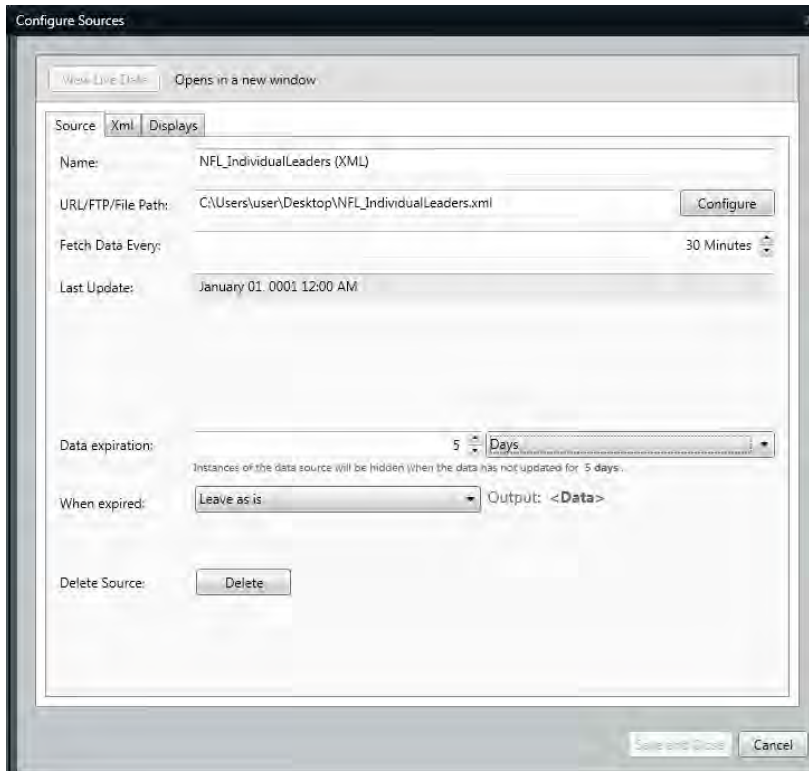 Configure Sources
View Live Data Opens in a new window
Source Xml Displays
Name: NFL_IndividualLeaders (XML)
URL/FTP/File Path: C:\Users\user\Desktop\NFL_IndividualLeaders.xml Configure
Fetch Data Every: 30 Minutes
Last Update: January 01, 0001 12:00 AM
Data expiration: 5 Days
Instances of the data source will be hidden when the data has not updated for 5 days.
When expired: Leave as is Output: <Data>
Delete Source: Delete
Save and Close Cancel